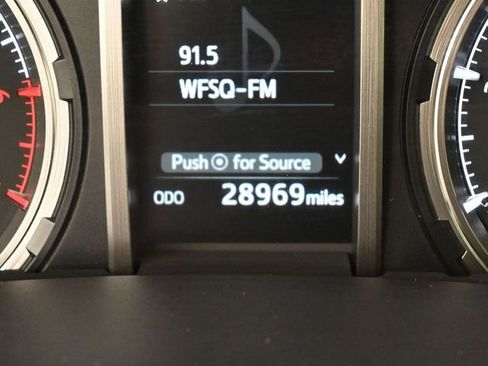 91.5
WFSQ-FM
Push for Source
ODO 28969 miles